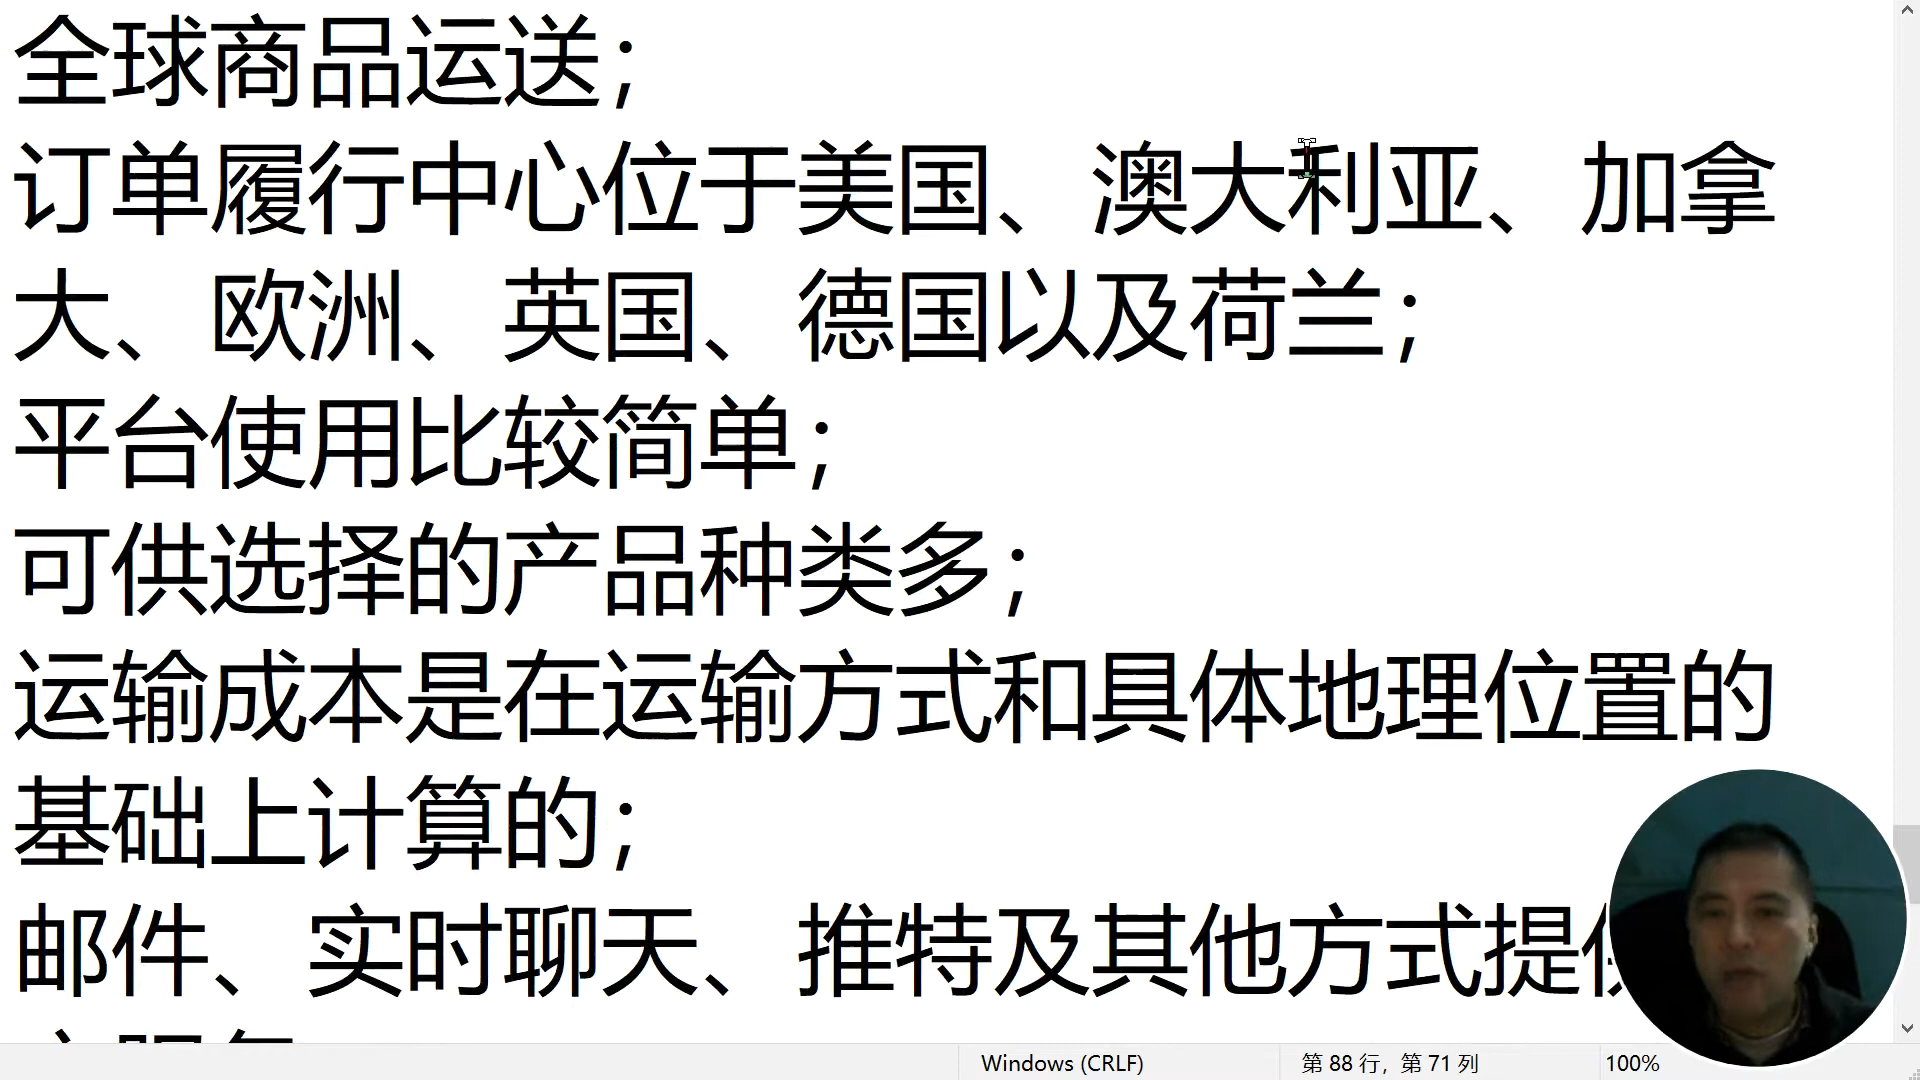 全球商品运送；
订单履行中心位于美国、澳大利亚、加拿
大、欧洲、英国、德国以及荷兰；
平台使用比较简单；
可供选择的产品种类多；
运输成本是在运输方式和具体地理位置的
基础上计算的；
邮件、实时聊天、推特及其他方式提
Windows (CRLF)
第 88 行，第 71 列
100%